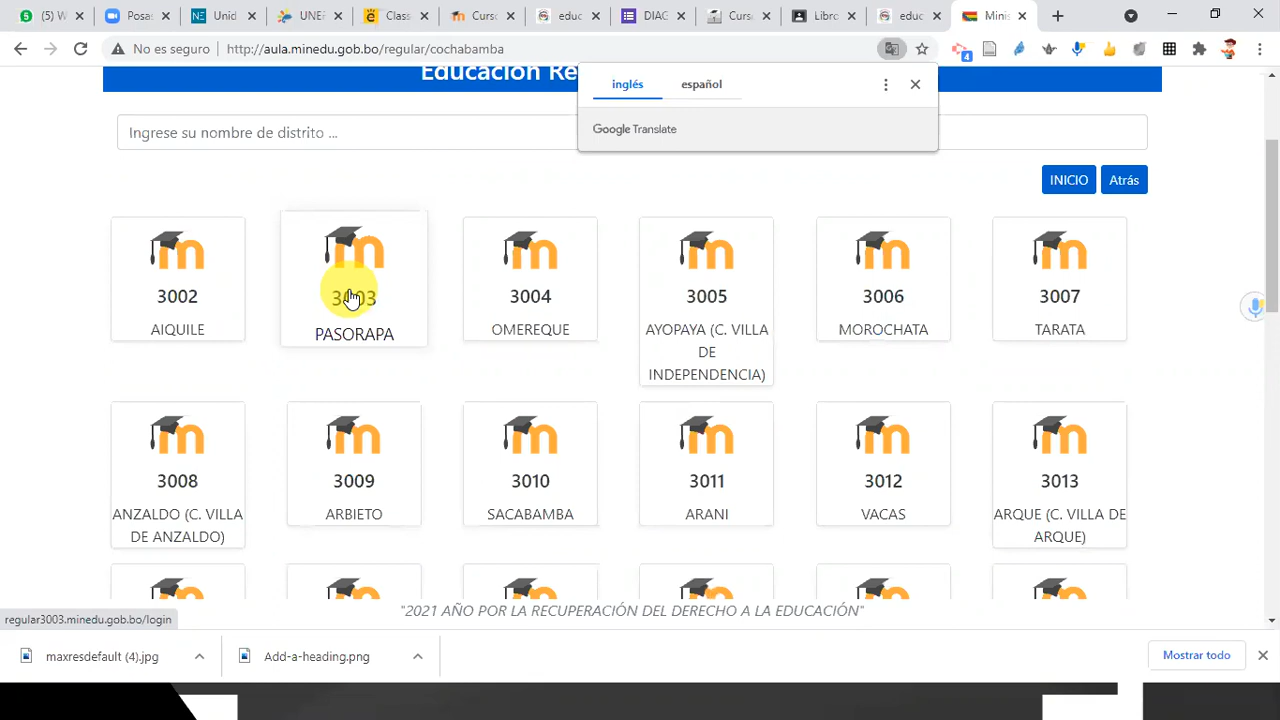 (5) W
Posa:
Unid
UNEF
Class
Curso
educ
DIAG
Curso
Libro
educ
Minis
No es seguro
http://aula.minedu.gob.bo/regular/cochabamba
4
Educación Re
inglés español
Google Translate
Ingrese su nombre de distrito ...
INICIO Atrás
3002
AIQUILE
3003
PASORAPA
3004
OMEREQUE
3005
AYOPAYA (C. VILLA
DE
INDEPENDENCIA)
3006
MOROCHATA
3007
TARATA
3008
ANZALDO (C. VILLA
DE ANZALDO)
3009
ARBIETO
3010
SACABAMBA
3011
ARANI
3012
VACAS
3013
ARQUE (C. VILLA DE
ARQUE)
"2021 AÑO POR LA RECUPERACIÓN DEL DERECHO A LA EDUCACIÓN"
regular3003.minedu.gob.bo/login
maxresdefault (4).jpg
Add-a-heading.png
Mostrar todo